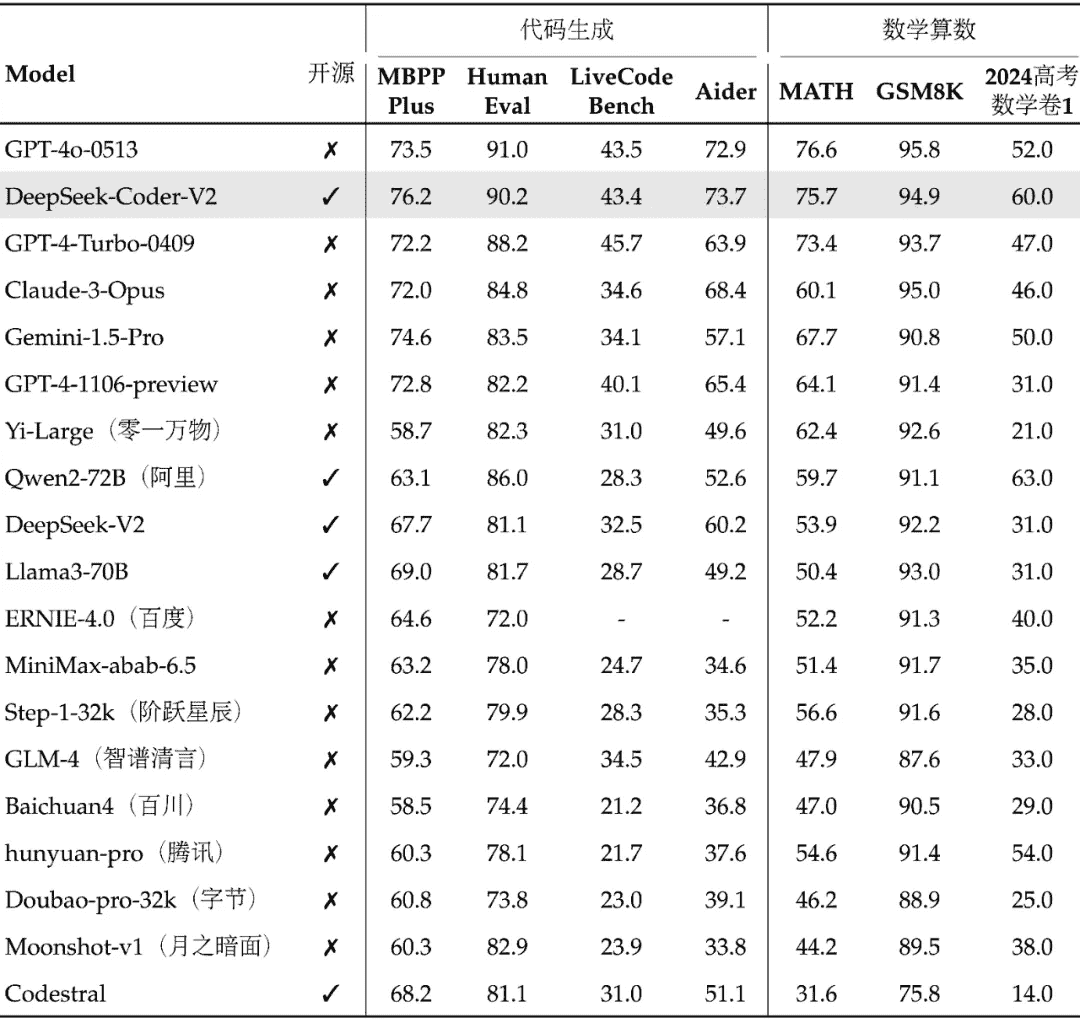 代码生成 数学算数
Model 开源 MBPP Plus Human Eval LiveCode Bench Aider MATH GSM8K 2024高考数学卷1
GPT-4o-0513 ✗ 73.5 91.0 43.5 72.9 76.6 95.8 52.0
DeepSeek-Coder-V2 ✓ 76.2 90.2 43.4 73.7 75.7 94.9 60.0
GPT-4-Turbo-0409 ✗ 72.2 88.2 45.7 63.9 73.4 93.7 47.0
Claude-3-Opus ✗ 72.0 84.8 34.6 68.4 60.1 95.0 46.0
Gemini-1.5-Pro ✗ 74.6 83.5 34.1 57.1 67.7 90.8 50.0
GPT-4-1106-preview ✗ 72.8 82.2 40.1 65.4 64.1 91.4 31.0
Yi-Large（零一万物） ✗ 58.7 82.3 31.0 49.6 62.4 92.6 21.0
Qwen2-72B（阿里） ✓ 63.1 86.0 28.3 52.6 59.7 91.1 63.0
DeepSeek-V2 ✓ 67.7 81.1 32.5 60.2 53.9 92.2 31.0
Llama3-70B ✓ 69.0 81.7 28.7 49.2 50.4 93.0 31.0
ERNIE-4.0（百度） ✗ 64.6 72.0 - - 52.2 91.3 40.0
MiniMax-abab-6.5 ✗ 63.2 78.0 24.7 34.6 51.4 91.7 35.0
Step-1-32k（阶跃星辰） ✗ 62.2 79.9 28.3 35.3 56.6 91.6 28.0
GLM-4（智谱清言） ✗ 59.3 72.0 34.5 42.9 47.9 87.6 33.0
Baichuan4（百川） ✗ 58.5 74.4 21.2 36.8 47.0 90.5 29.0
hunyuan-pro（腾讯） ✗ 60.3 78.1 21.7 37.6 54.6 91.4 54.0
Doubao-pro-32k（字节） ✗ 60.8 73.8 23.0 39.1 46.2 88.9 25.0
Moonshot-v1（月之暗面） ✗ 60.3 82.9 23.9 33.8 44.2 89.5 38.0
Codestral ✓ 68.2 81.1 31.0 51.1 31.6 75.8 14.0